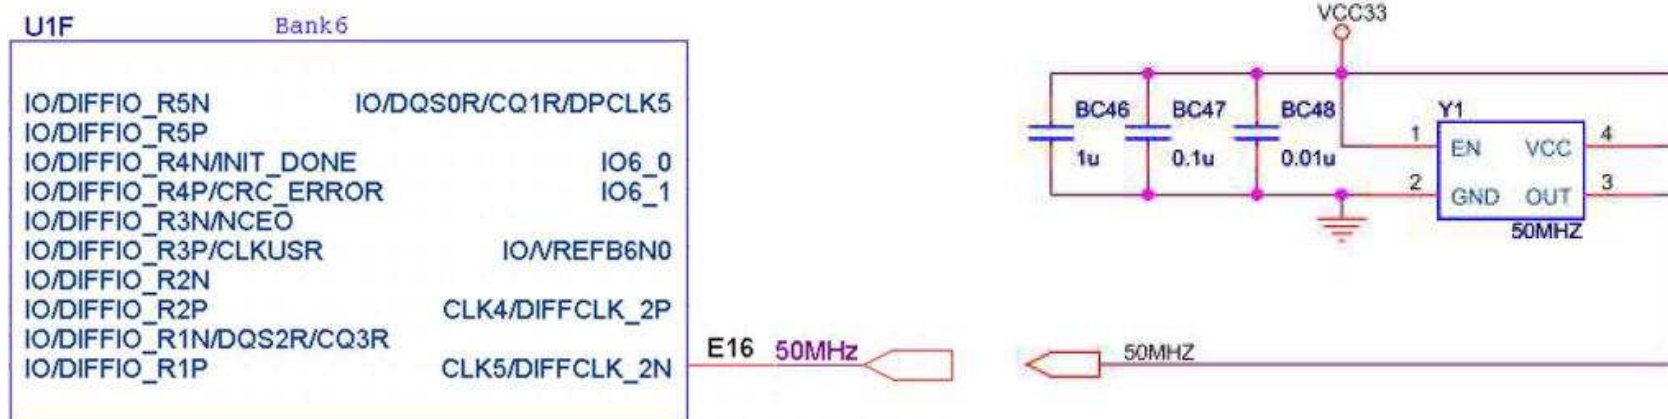 U1F
Bank6
IO/DIFFIO_R5N
IO/DQS0R/CQ1R/DPCLK5
IO/DIFFIO_R5P
IO/DIFFIO_R4N/INIT_DONE
IO6_0
IO/DIFFIO_R4P/CRC_ERROR
IO6_1
IO/DIFFIO_R3N/NCEO
IO/DIFFIO_R3P/CLKUSR
IO/VREFB6N0
IO/DIFFIO_R2N
IO/DIFFIO_R2P
CLK4/DIFFCLK_2P
IO/DIFFIO_R1N/DQS2R/CQ3R
IO/DIFFIO_R1P
CLK5/DIFFCLK_2N
E16
50MHz
VCC33
BC46
BC47
BC48
1u
0.1u
0.01u
Y1
1
EN
VCC
4
2
GND
OUT
3
50MHZ
50MHZ